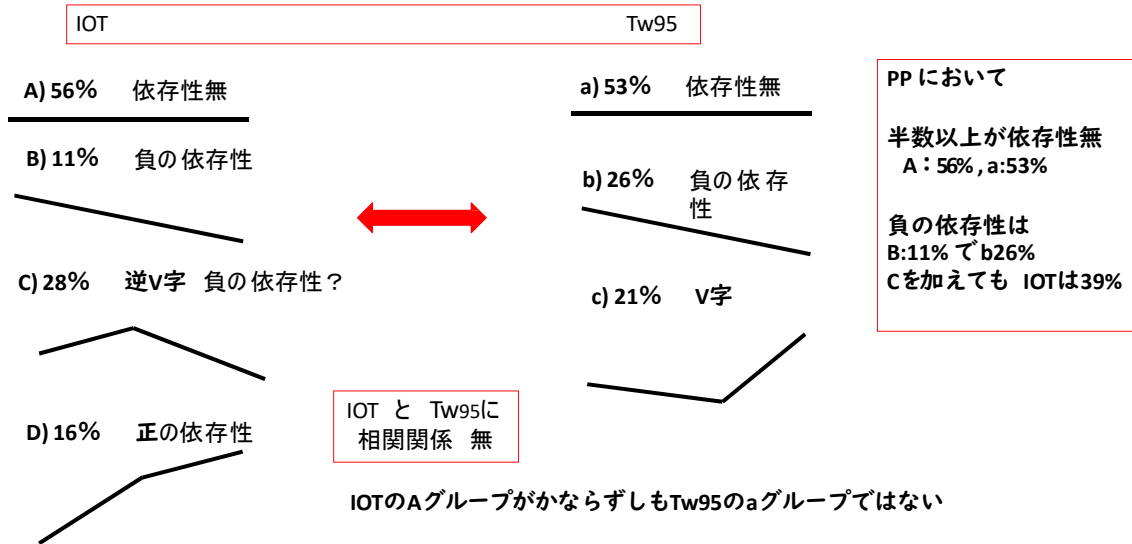 IOT Tw95
A) 56% 依存性無
B) 11% 負の依存性
C) 28% 逆V字 負の依存性？
D) 16% 正の依存性
a) 53% 依存性無
b) 26% 負の依存
性
c) 21% V字
IOT と Tw95に
相関関係 無
IOTのAグループがかならずしもTw95のaグループではない
PP において
半数以上が依存性無
A：56% , a:53%
負の依存性は
B:11% で b26%
Cを加えても IOTは39%